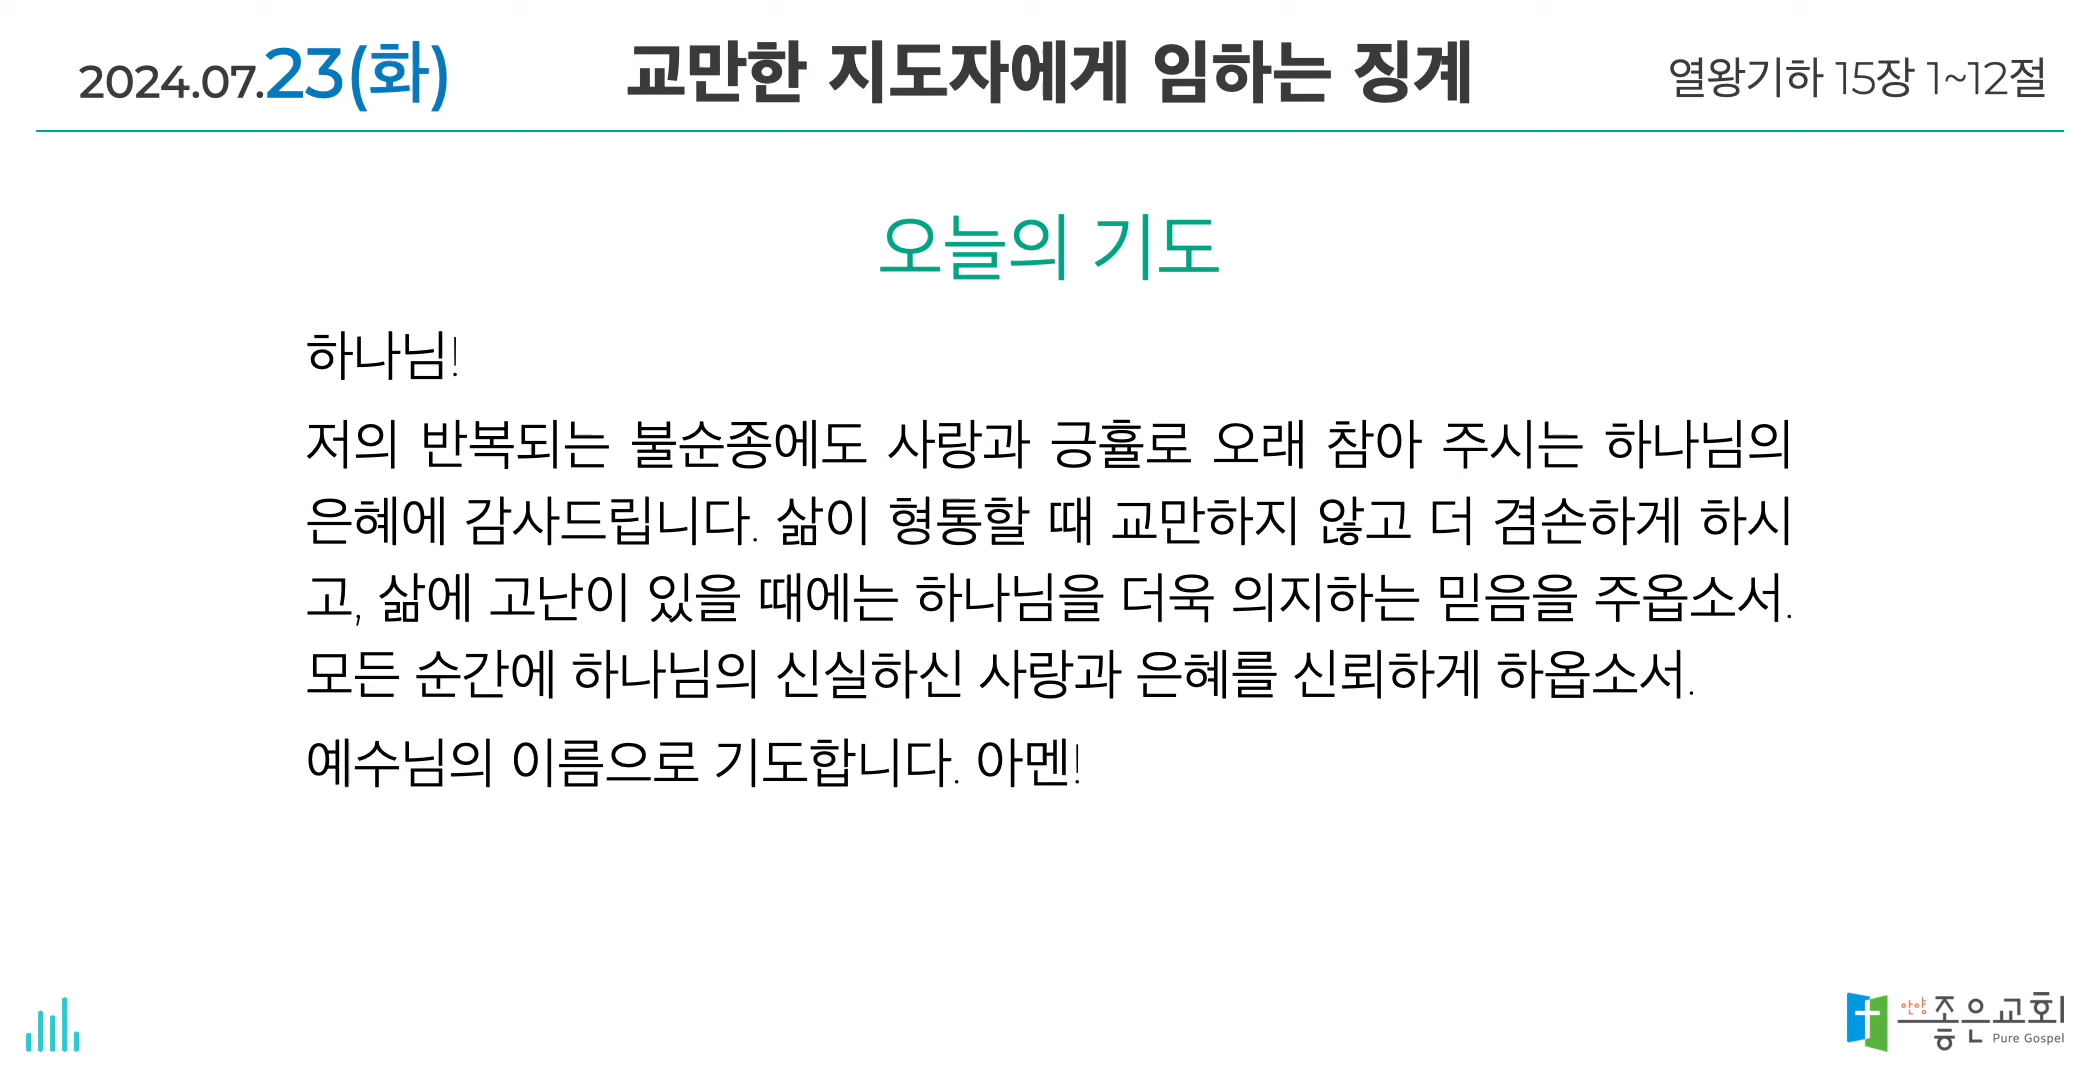 2024.07.23(화)
교만한 지도자에게 임하는 징계
열왕기하 15장 1~12절
오늘의 기도
하나님!
저의 반복되는 불순종에도 사랑과 긍휼로 오래 참아 주시는 하나님의
은혜에 감사드립니다. 삶이 형통할 때 교만하지 않고 더 겸손하게 하시
고, 삶에 고난이 있을 때에는 하나님을 더욱 의지하는 믿음을 주옵소서.
모든 순간에 하나님의 신실하신 사랑과 은혜를 신뢰하게 하옵소서.
예수님의 이름으로 기도합니다. 아멘!
안양 좋은교회
Pure Gospel